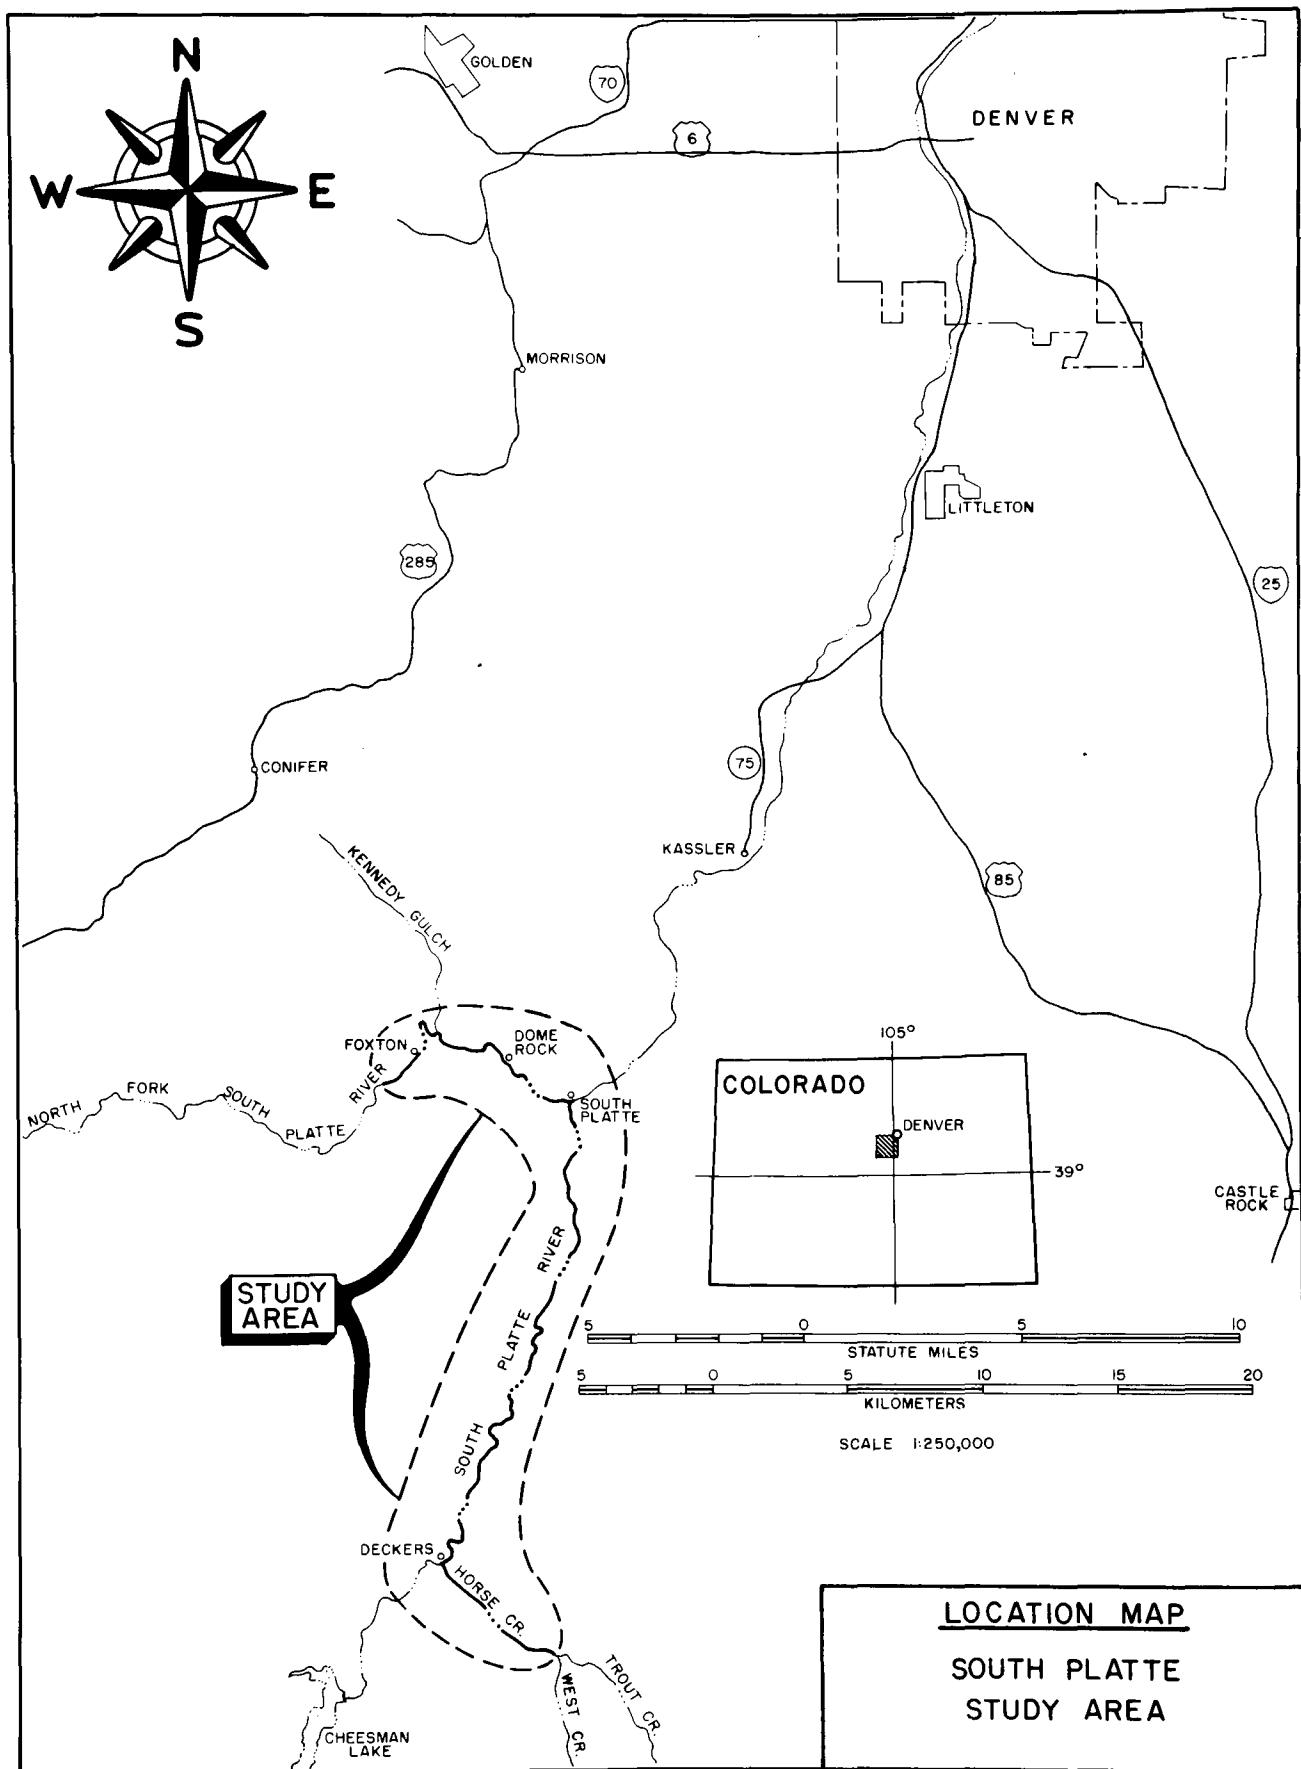 N
W
E
S
GOLDEN
70
6
DENVER
MORRISON
LITTLETON
285
25
CONIFER
75
KASSLER
85
KENNEDY GULCH
FOXTON
DOME
ROCK
SOUTH
PLATTE
NORTH FORK SOUTH PLATTE RIVER
105°
COLORADO
DENVER
39°
CASTLE
ROCK
STUDY
AREA
SOUTH PLATTE RIVER
5 0 5 10
STATUTE MILES
5 0 5 10 15 20
KILOMETERS
SCALE 1:250,000
DECKERS
HORSE CR.
WEST CR.
TROUT CR.
CHEESMAN
LAKE
LOCATION MAP
SOUTH PLATTE
STUDY AREA